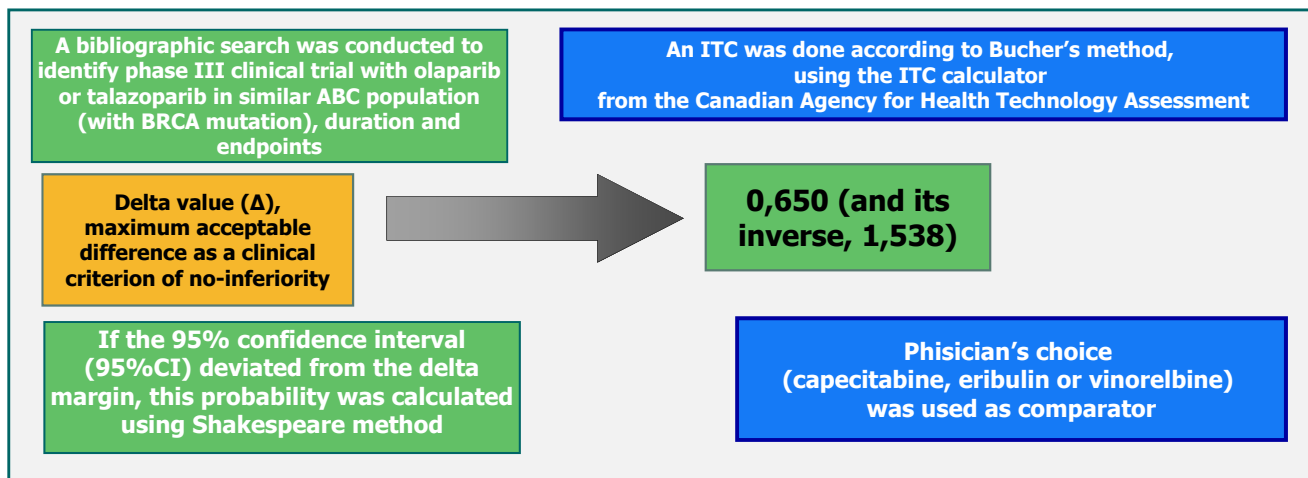 A bibliographic search was conducted to
identify phase III clinical trial with olaparib
or talazoparib in similar ABC population
(with BRCA mutation), duration and
endpoints
An ITC was done according to Bucher's method,
using the ITC calculator
from the Canadian Agency for Health Technology Assessment
Delta value (Δ),
maximum acceptable
difference as a clinical
criterion of no-inferiority
0,650 (and its
inverse, 1,538)
If the 95% confidence interval
(95%CI) deviated from the delta
margin, this probability was calculated
using Shakespeare method
Phisician's choice
(capecitabine, eribulin or vinorelbine)
was used as comparator